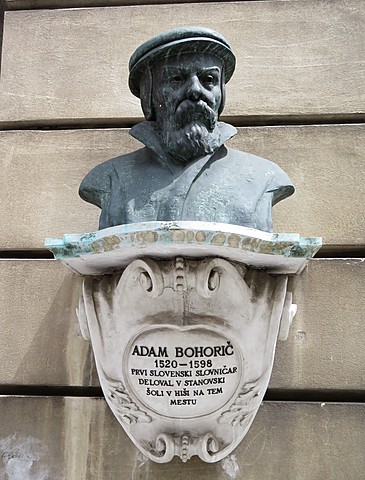 ADAM BOHORIČ
1520–1598
PRVI SLOVENSKI SLOVNIČAR
DELOVAL V STANOVSKI
ŠOLI V HIŠI NA TEM
MESTU